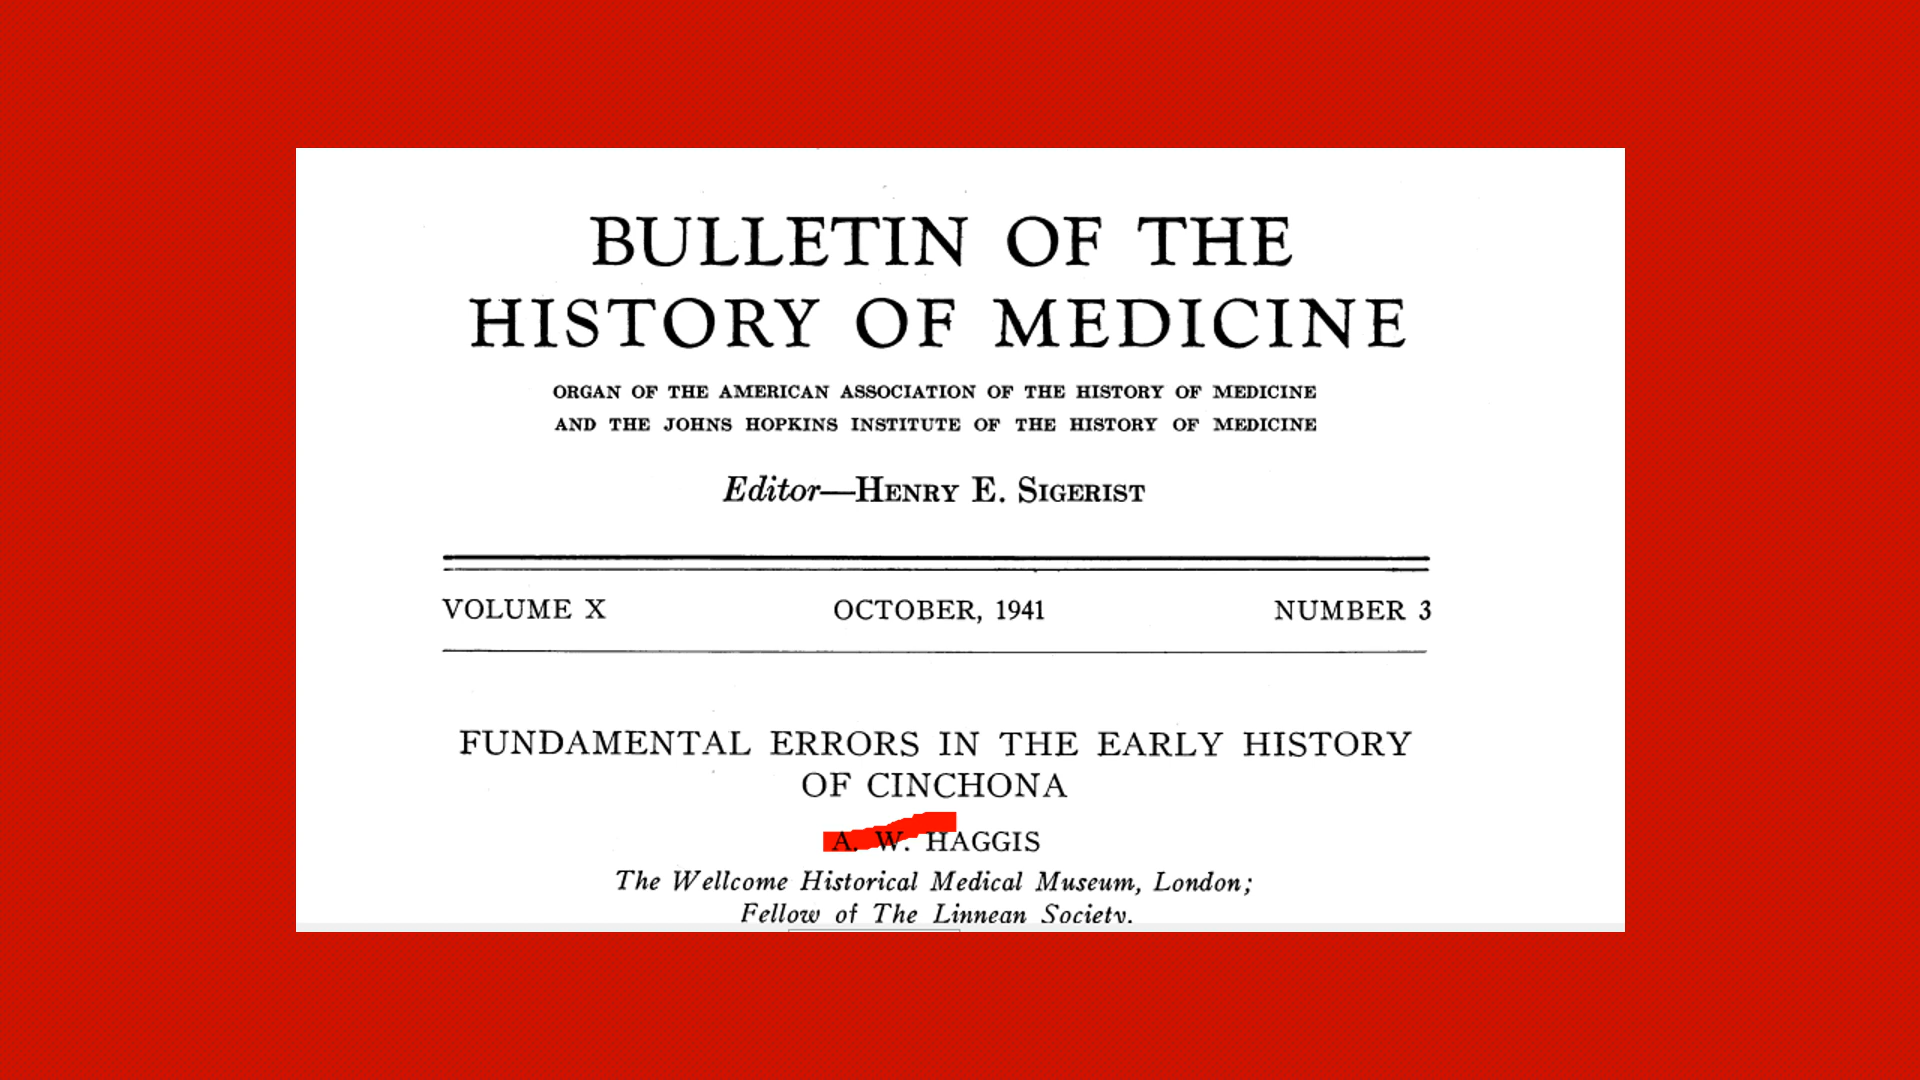 BULLETIN OF THE
HISTORY OF MEDICINE
ORGAN OF THE AMERICAN ASSOCIATION OF THE HISTORY OF MEDICINE
AND THE JOHNS HOPKINS INSTITUTE OF THE HISTORY OF MEDICINE
Editor—HENRY E. SIGERIST
VOLUME X OCTOBER, 1941 NUMBER 3
FUNDAMENTAL ERRORS IN THE EARLY HISTORY
OF CINCHONA
A. W. HAGGIS
The Wellcome Historical Medical Museum, London;
Fellow of The Linnean Society.